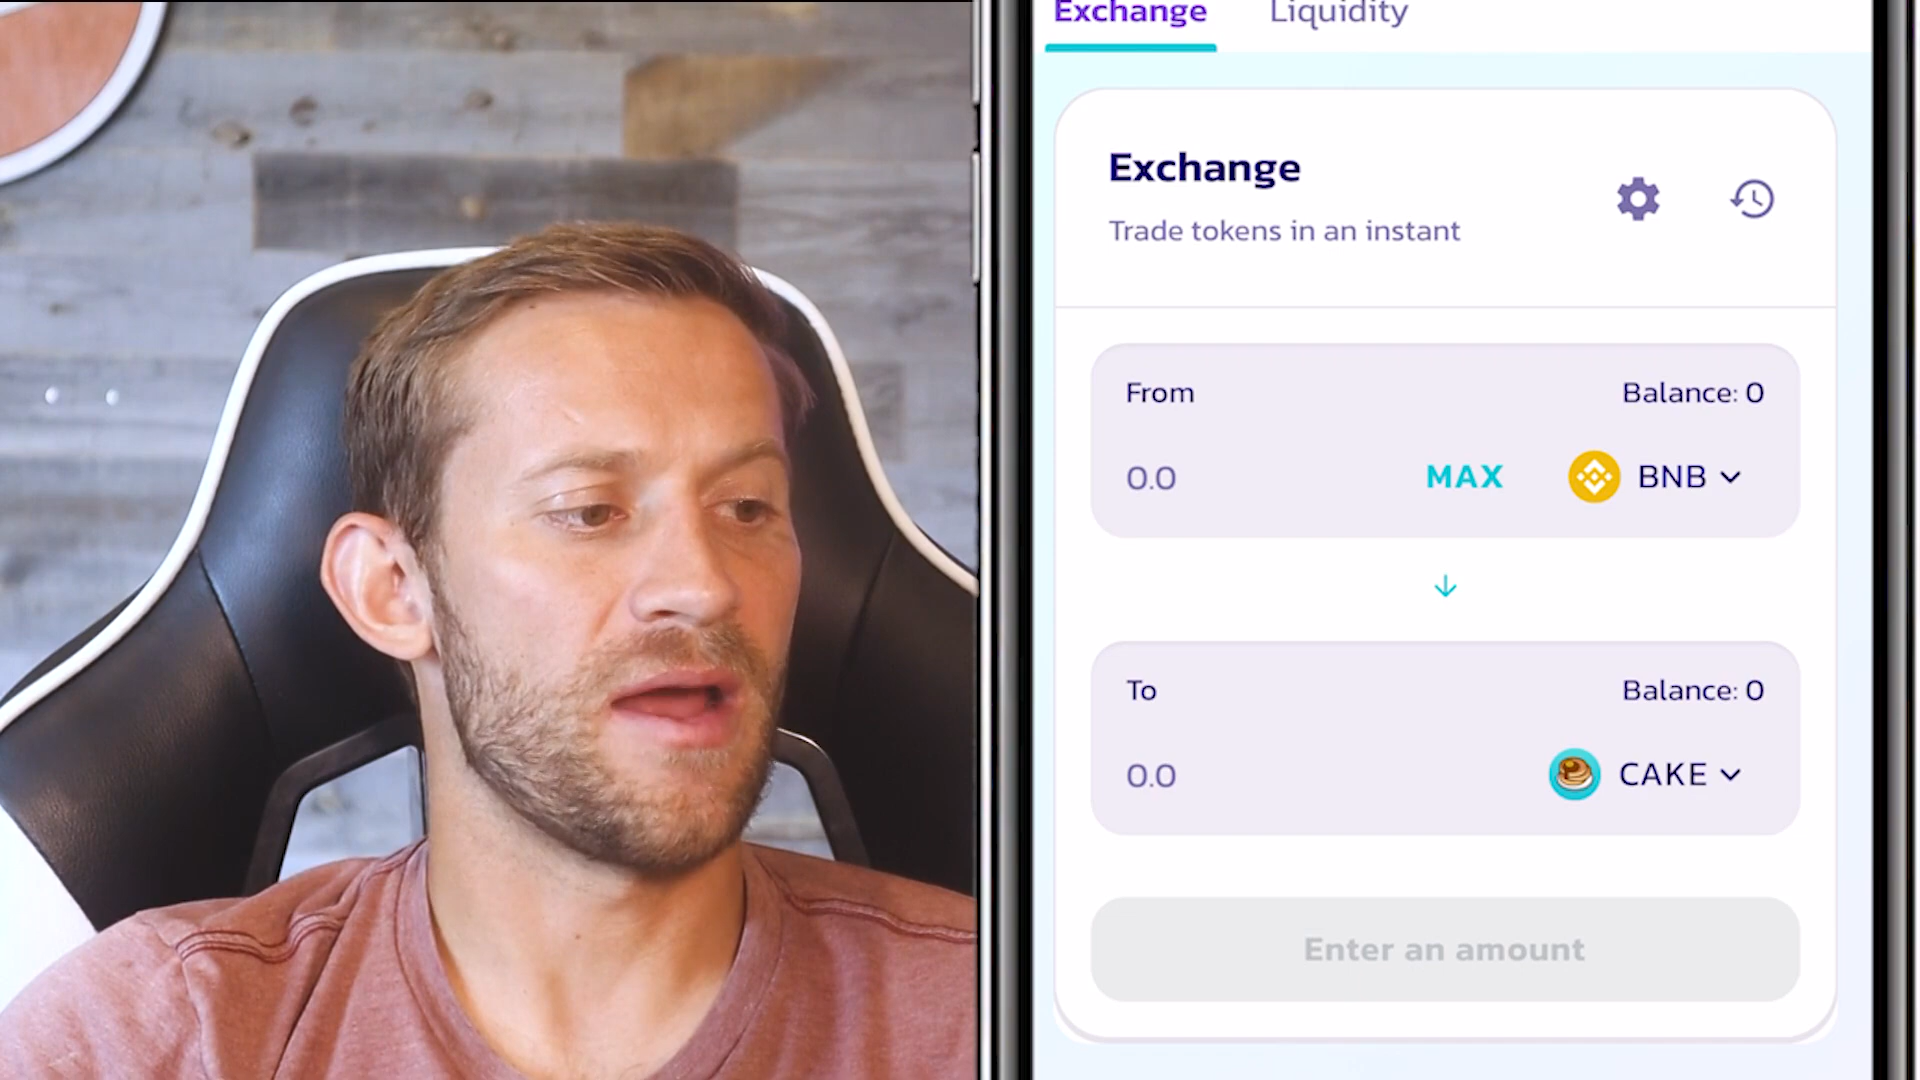 Exchange Liquidity
Exchange
Trade tokens in an instant
From Balance: 0
0.0 MAX BNB
To Balance: 0
0.0 CAKE
Enter an amount